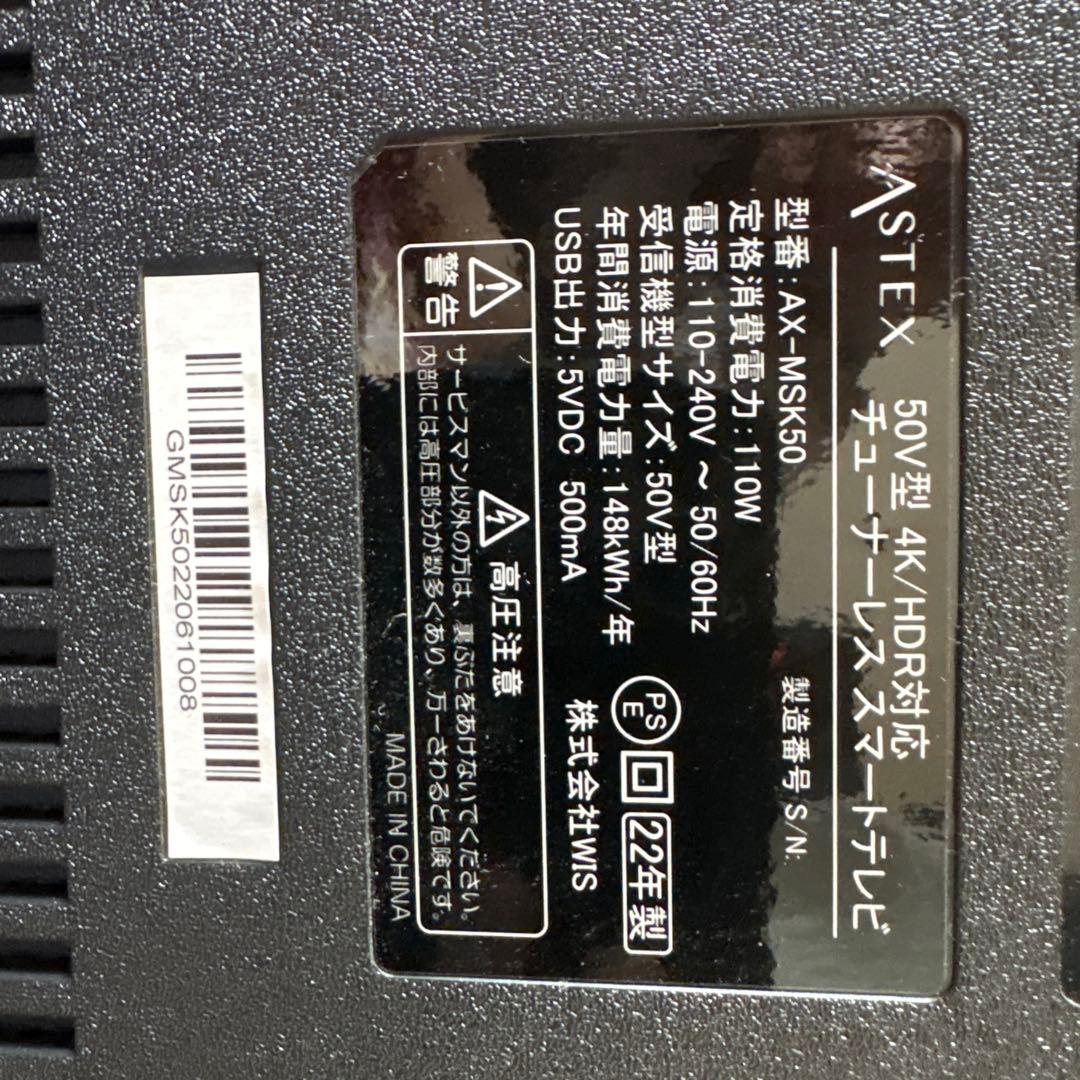 ASTEX
50V型 4K/HDR対応
チューナーレス スマートテレビ
型番:AX-MSK50
製造番号 S/N:
定格消費電力:110W
電源:110-240V ~ 50/60Hz
受信機型サイズ:50V型
年間消費電力量:148kWh/年
USB出力:5VDC 500mA
PSE
22年製
株式会社WIS
警告
高圧注意
サービスマン以外の方は、裏ぶたをあけないでください。
内部には高圧部分が数多くあり、万一さわると危険です。
MADE IN CHINA
GMSK5022061008